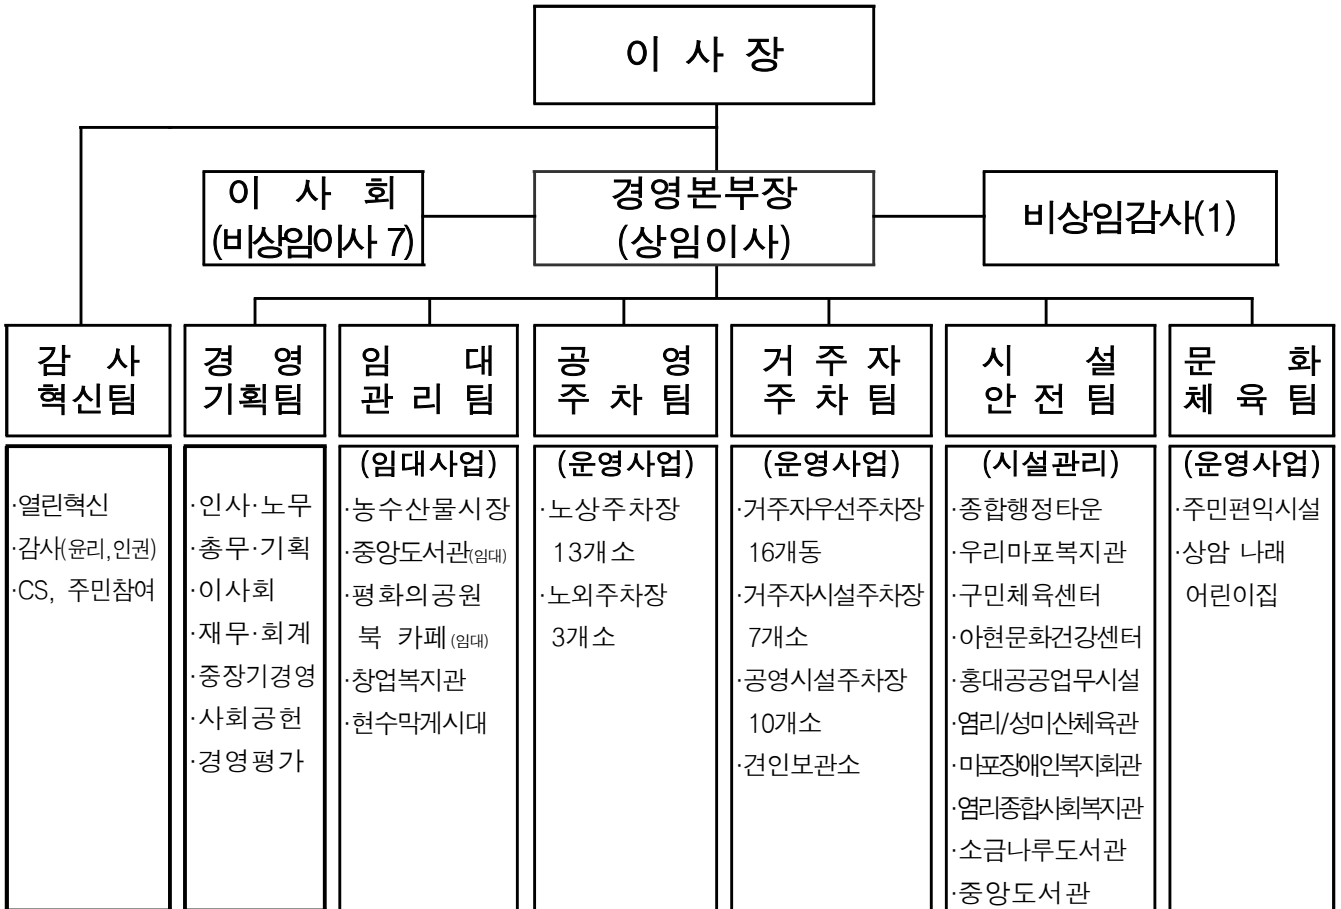 이 사 장
이 사 회
(비상임이사 7)
경영본부장
(상임이사)
비상임감사(1)
감 사
혁신팀
경 영
기획팀
임 대
관 리 팀
공 영
주 차 팀
거 주 자
주 차 팀
시 설
안 전 팀
문 화
체 육 팀
·열린혁신
·감사(윤리,인권)
·CS, 주민참여
·인사·노무
·총무·기획
·이사회
·재무·회계
·중장기경영
·사회공헌
·경영평가
(임대사업)
·농수산물시장
·중앙도서관(임대)
·평화의공원
북 카페(임대)
·창업복지관
·현수막게시대
(운영사업)
·노상주차장
13개소
·노외주차장
3개소
(운영사업)
·거주자우선주차장
16개동
·거주자시설주차장
7개소
·공영시설주차장
10개소
·견인보관소
(시설관리)
·종합행정타운
·우리마포복지관
·구민체육센터
·아현문화건강센터
·홍대공공업무시설
·염리/성미산체육관
·마포장애인복지회관
·염리종합사회복지관
·소금나루도서관
·중앙도서관
(운영사업)
·주민편익시설
·상암 나래
어린이집